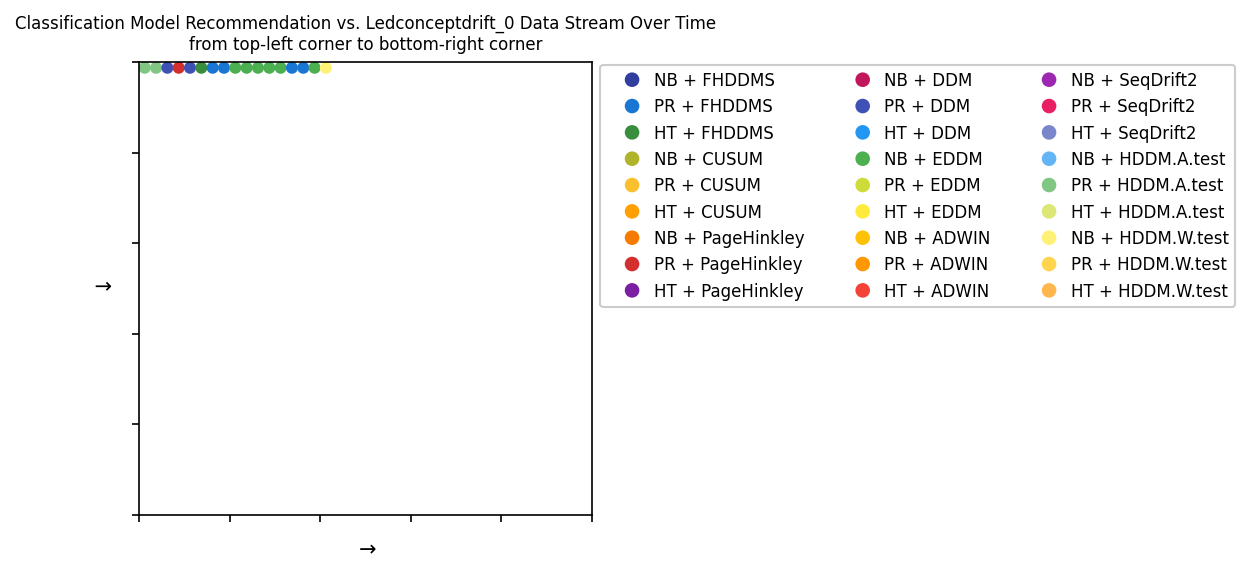 Classification Model Recommendation vs. Ledconceptdrift_0 Data Stream Over Time
from top-left corner to bottom-right corner
→
→
NB + FHDDMS
PR + FHDDMS
HT + FHDDMS
NB + CUSUM
PR + CUSUM
HT + CUSUM
NB + PageHinkley
PR + PageHinkley
HT + PageHinkley
NB + DDM
PR + DDM
HT + DDM
NB + EDDM
PR + EDDM
HT + EDDM
NB + ADWIN
PR + ADWIN
HT + ADWIN
NB + SeqDrift2
PR + SeqDrift2
HT + SeqDrift2
NB + HDDM.A.test
PR + HDDM.A.test
HT + HDDM.A.test
NB + HDDM.W.test
PR + HDDM.W.test
HT + HDDM.W.test